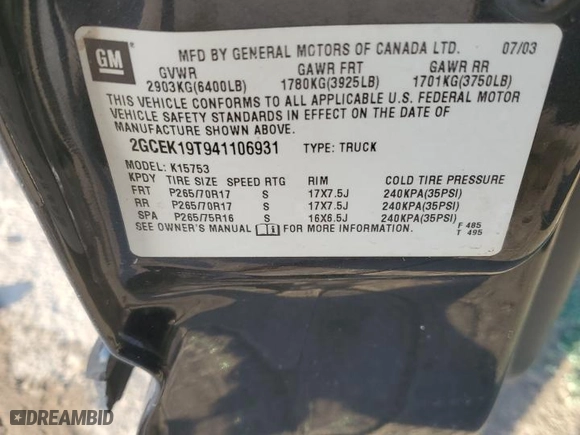 GM
MFD BY GENERAL MOTORS OF CANADA LTD. 07/03
GVWR GAWR FRT GAWR RR
2903KG(6400LB) 1780KG(3925LB) 1701KG(3750LB)
THIS VEHICLE CONFORMS TO ALL APPLICABLE U.S. FEDERAL MOTOR
VEHICLE SAFETY STANDARDS IN EFFECT ON THE DATE OF
MANUFACTURE SHOWN ABOVE.
2GCEK19T941106931 TYPE: TRUCK
MODEL: K15753
KPDY TIRE SIZE SPEED RTG RIM COLD TIRE PRESSURE
FRT P265/70R17 S 17X7.5J 240KPA(35PSI)
RR P265/70R17 S 17X7.5J 240KPA(35PSI)
SPA P265/75R16 S 16X6.5J 240KPA(35PSI)
SEE OWNER'S MANUAL FOR MORE INFORMATION.
F 485
T 495
DREAMBID